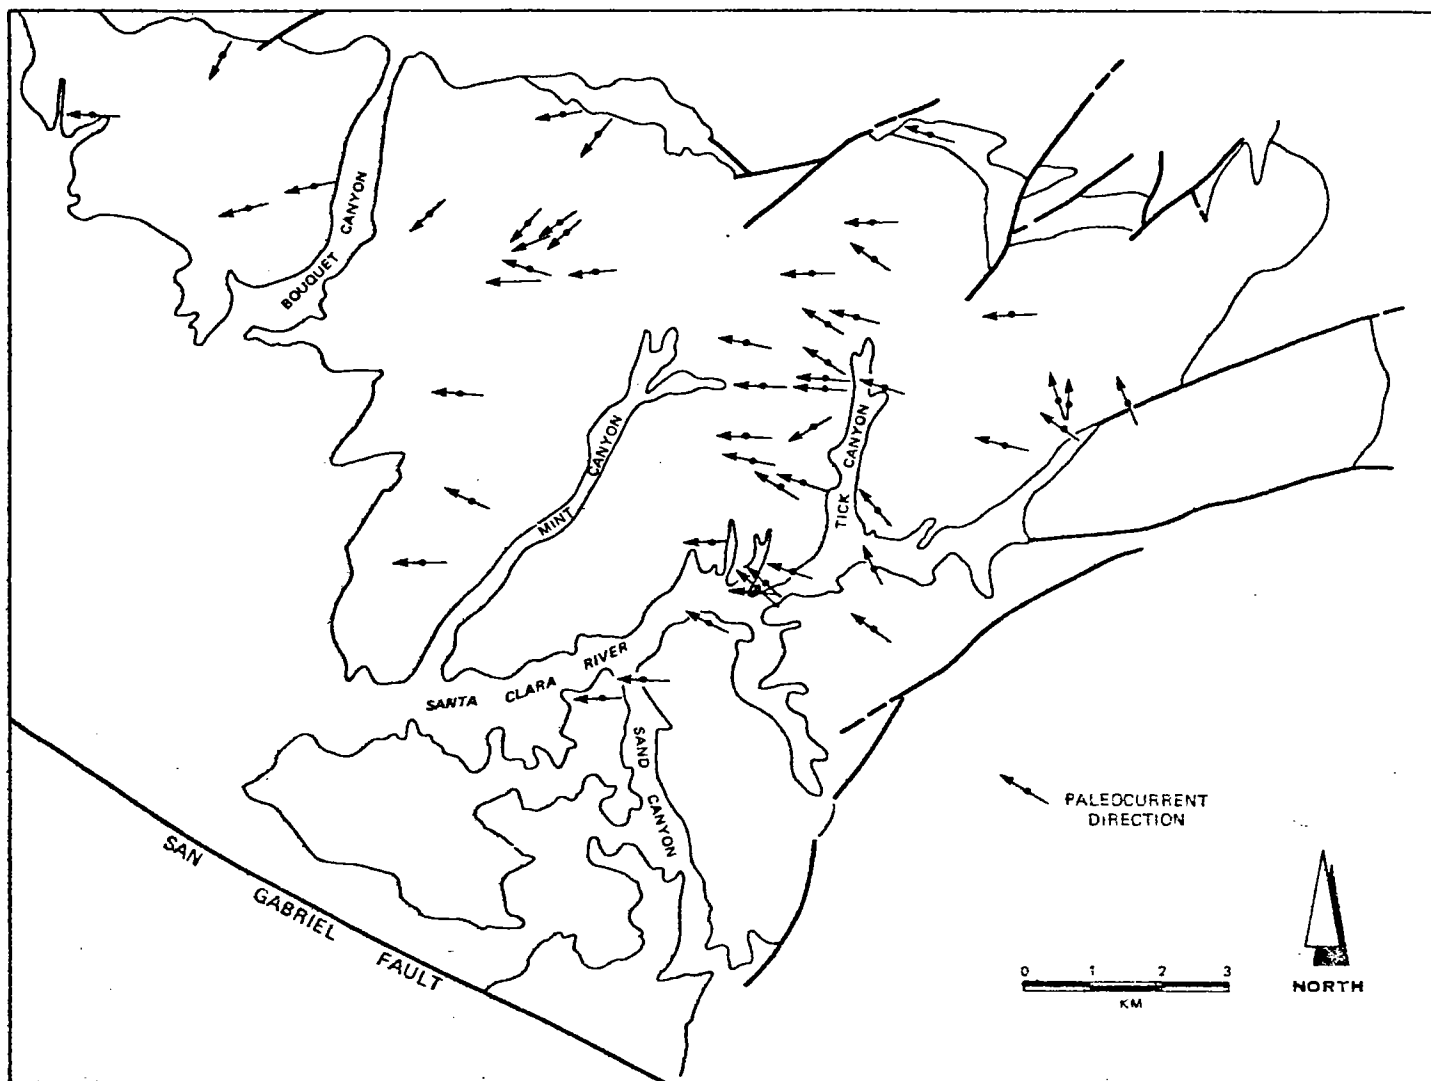 BOUQUET CANYON
MINT CANYON
TICK CANYON
SANTA CLARA RIVER
SAND CANYON
SAN GABRIEL FAULT
PALEOCURRENT
DIRECTION
0 1 2 3
KM
NORTH